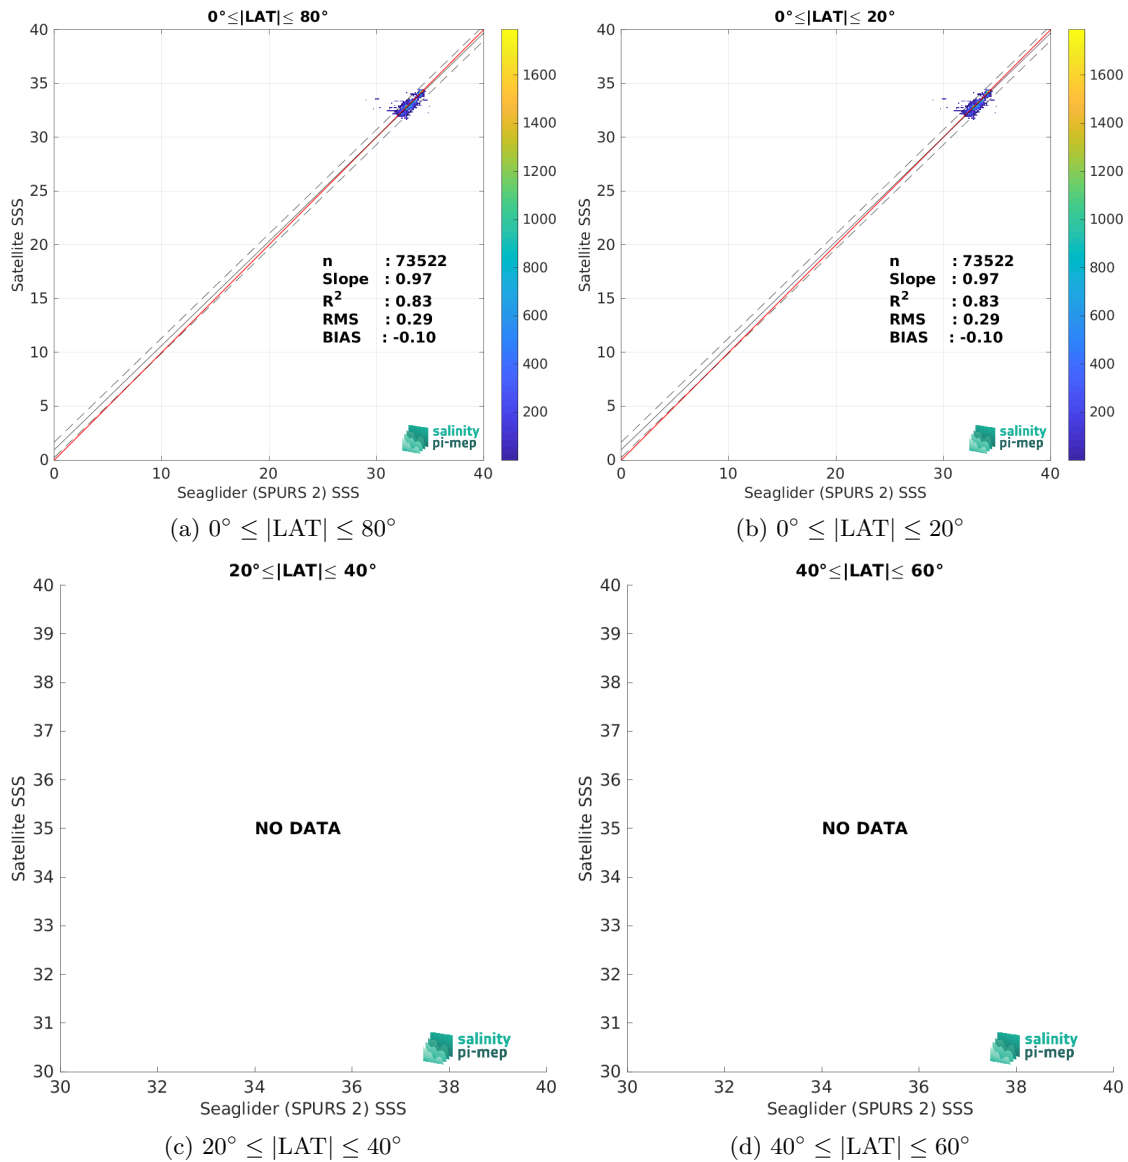 0°≤|LAT|≤ 80°
40
35
30
25
20
15
10
5
0
Satellite SSS
n : 73522
Slope : 0.97
R² : 0.83
RMS : 0.29
BIAS : -0.10
salinity
pi-mep
0 10 20 30 40
Seaglider (SPURS 2) SSS
1600
1400
1200
1000
800
600
400
200
(a) 0° ≤ |LAT| ≤ 80°
0°≤|LAT|≤ 20°
40
35
30
25
20
15
10
5
0
Satellite SSS
n : 73522
Slope : 0.97
R² : 0.83
RMS : 0.29
BIAS : -0.10
salinity
pi-mep
0 10 20 30 40
Seaglider (SPURS 2) SSS
1600
1400
1200
1000
800
600
400
200
(b) 0° ≤ |LAT| ≤ 20°
20°≤|LAT|≤ 40°
40
39
38
37
36
35
34
33
32
31
30
Satellite SSS
NO DATA
salinity
pi-mep
30 32 34 36 38 40
Seaglider (SPURS 2) SSS
(c) 20° ≤ |LAT| ≤ 40°
40°≤|LAT|≤ 60°
40
39
38
37
36
35
34
33
32
31
30
Satellite SSS
NO DATA
salinity
pi-mep
30 32 34 36 38 40
Seaglider (SPURS 2) SSS
(d) 40° ≤ |LAT| ≤ 60°